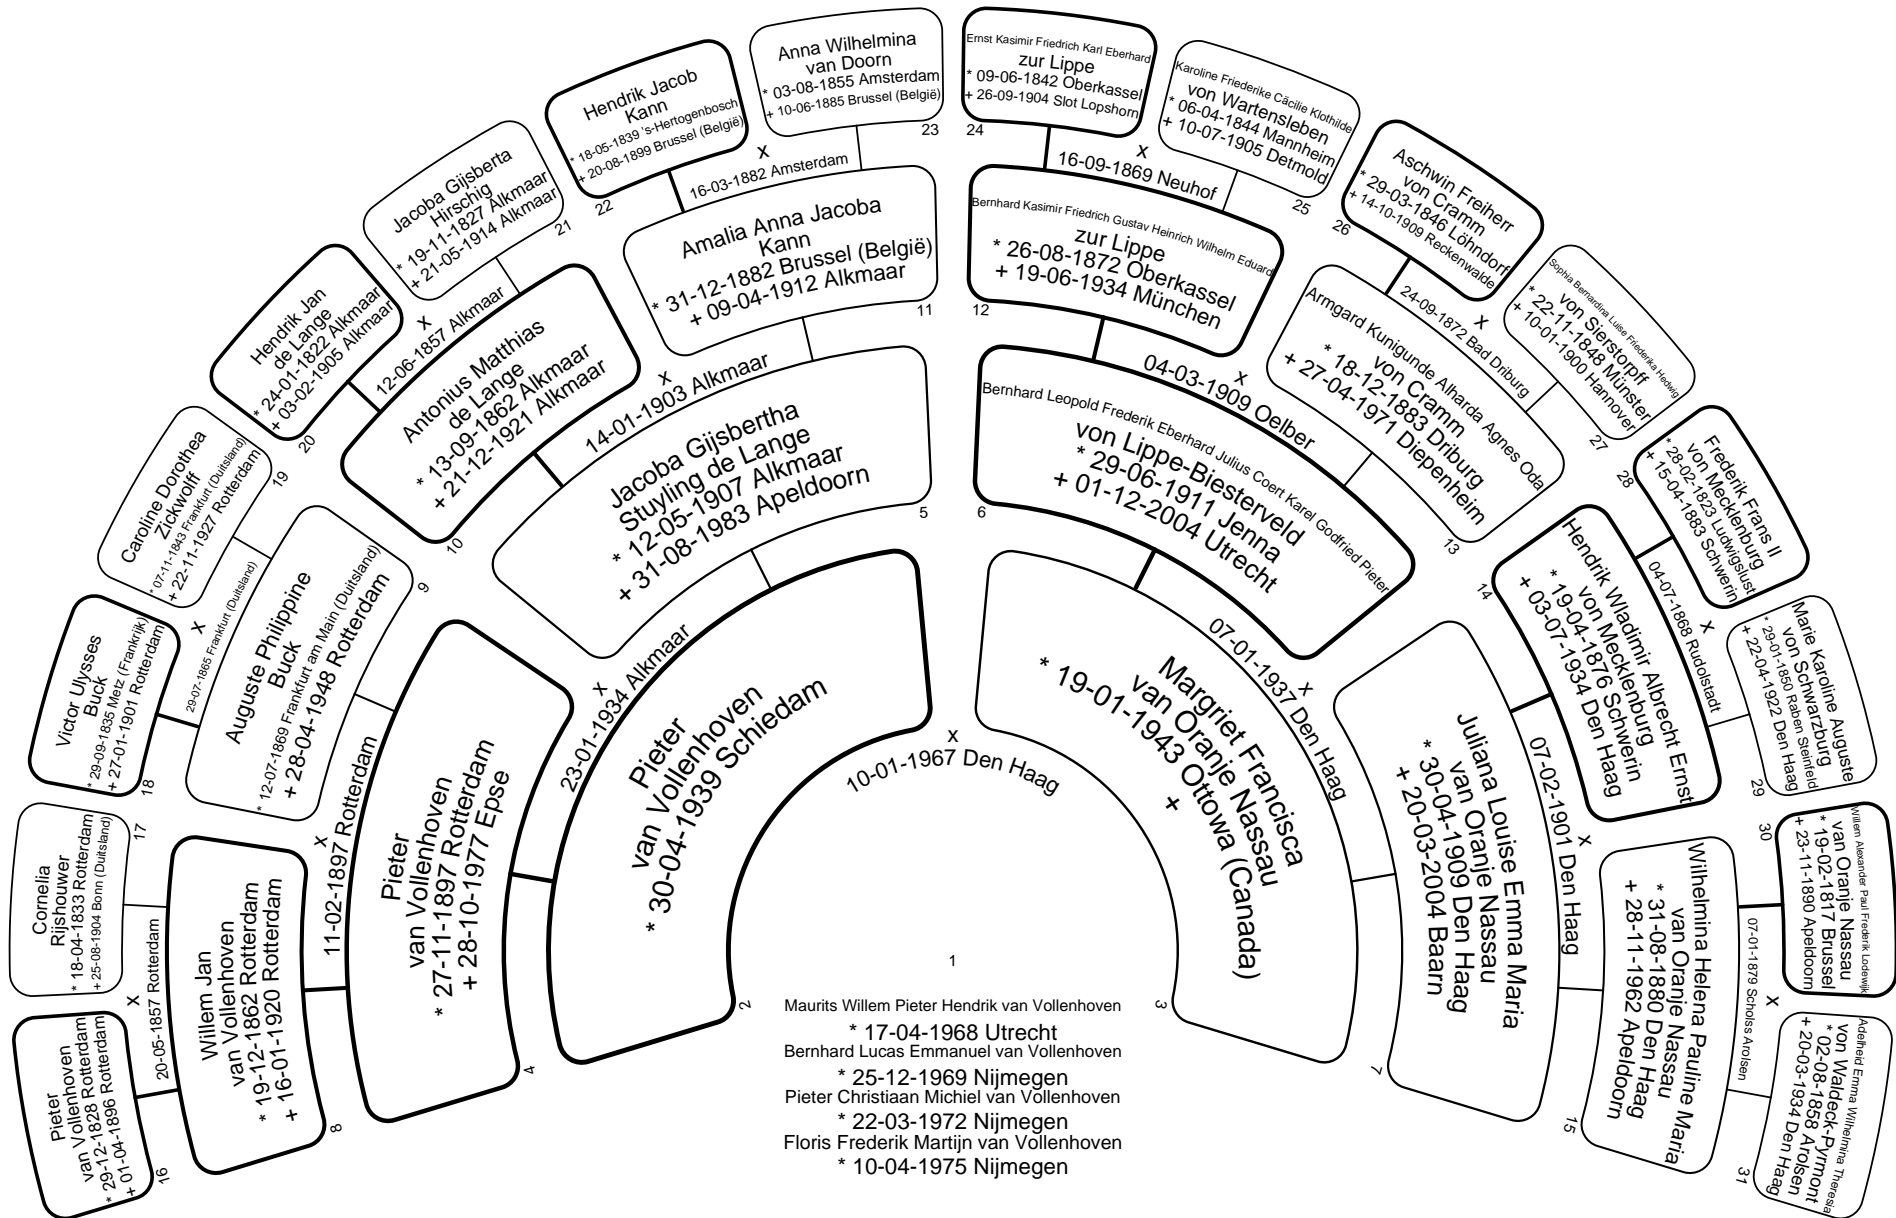 1
Maurits Willem Pieter Hendrik van Vollenhoven
* 17-04-1968 Utrecht
Bernhard Lucas Emmanuel van Vollenhoven
* 25-12-1969 Nijmegen
Pieter Christiaan Michiel van Vollenhoven
* 22-03-1972 Nijmegen
Floris Frederik Martijn van Vollenhoven
* 10-04-1975 Nijmegen
Pieter
van Vollenhoven
* 30-04-1939 Schiedam
2
x
10-01-1967 Den Haag
Margriet Francisca
van Oranje Nassau
* 19-01-1943 Ottowa (Canada)
+
3
Pieter
van Vollenhoven
* 27-11-1897 Rotterdam
+ 28-10-1977 Epse
4
x
23-01-1934 Alkmaar
Jacoba Gijsbertha
Stuyling de Lange
* 12-05-1907 Alkmaar
+ 31-08-1983 Apeldoorn
5
Bernhard Leopold Frederik Eberhard Julius Coert Karel Godfried Pieter
von Lippe-Biesterveld
* 29-06-1911 Jenna
+ 01-12-2004 Utrecht
6
x
07-01-1937 Den Haag
Juliana Louise Emma Maria
van Oranje Nassau
* 30-04-1909 Den Haag
+ 20-03-2004 Baarn
7
Willem Jan
van Vollenhoven
* 19-12-1862 Rotterdam
+ 16-01-1920 Rotterdam
8
x
11-02-1897 Rotterdam
Auguste Philippine
Buck
* 12-07-1869 Frankfurt am Main (Duitsland)
+ 28-04-1948 Rotterdam
9
Antonius Matthias
de Lange
* 13-09-1862 Alkmaar
+ 21-12-1921 Alkmaar
10
x
14-01-1903 Alkmaar
Amalia Anna Jacoba
Kann
* 31-12-1882 Brussel (België)
+ 09-04-1912 Alkmaar
11
Bernhard Kasimir Friedrich Gustav Heinrich Wilhelm Eduard
zur Lippe
* 26-08-1872 Oberkassel
+ 19-06-1934 München
12
x
04-03-1909 Oelber
Armgard Kunigunde Alharda Agnes Oda
von Cramm
* 18-12-1883 Driburg
+ 27-04-1971 Diepenheim
13
Hendrik Wladimir Albrecht Ernst
von Mecklenburg
* 19-04-1876 Schwerin
+ 03-07-1934 Den Haag
14
x
07-02-1901 Den Haag
Wilhelmina Helena Pauline Maria
van Oranje Nassau
* 31-08-1880 Den Haag
+ 28-11-1962 Apeldoorn
15
Pieter
van Vollenhoven
* 29-12-1828 Rotterdam
+ 01-04-1896 Rotterdam
16
x
20-05-1857 Rotterdam
Cornelia
Rijshouwer
* 18-04-1833 Rotterdam
+ 25-08-1904 Bonn (Duitsland)
17
Victor Ulysses
Buck
* 29-09-1835 Metz (Frankrijk)
+ 27-01-1901 Rotterdam
18
x
29-07-1865 Frankfurt (Duitsland)
Caroline Dorothea
Zickwolff
* 07-11-1843 Frankfurt (Duitsland)
+ 22-11-1927 Rotterdam
19
Hendrik Jan
de Lange
* 24-01-1822 Alkmaar
+ 03-02-1905 Alkmaar
20
x
12-06-1857 Alkmaar
Jacoba Gijsberta
Hirschig
* 19-11-1827 Alkmaar
+ 21-05-1914 Alkmaar
21
Hendrik Jacob
Kann
* 18-05-1839 's-Hertogenbosch
+ 20-08-1899 Brussel (België)
22
x
16-03-1882 Amsterdam
Anna Wilhelmina
van Doorn
* 03-08-1855 Amsterdam
+ 10-06-1885 Brussel (België)
23
Ernst Kasimir Friedrich Karl Eberhard
zur Lippe
* 09-06-1842 Oberkassel
+ 26-09-1904 Slot Lopshorn
24
x
16-09-1869 Neuhof
Karoline Friederike Cäcilie Klothilde
von Wartensleben
* 06-04-1844 Mannheim
+ 10-07-1905 Detmold
25
Aschwin Freiherr
von Cramm
* 29-03-1846 Löhndorf
+ 14-10-1909 Reckenwalde
26
x
24-09-1872 Bad Driburg
Sophia Bernardina Luise Friederika Hedwig
von Sierstorpff
* 22-11-1848 Münster
+ 10-01-1900 Hannover
27
Frederik Frans II
von Mecklenburg
* 28-02-1823 Ludwigslust
+ 15-04-1883 Schwerin
28
x
04-07-1868 Rudolstadt
Marie Karoline Auguste
von Schwarzburg
* 29-01-1850 Raben Steinfeld
+ 22-04-1922 Den Haag
29
Willem Alexander Paul Frederik Lodewijk
van Oranje Nassau
* 19-02-1817 Brussel
+ 23-11-1890 Apeldoorn
30
x
07-01-1879 Scholss Arolsen
Adelheid Emma Wilhelmina Theresia
von Waldeck-Pyrmont
* 02-08-1858 Arolsen
+ 20-03-1934 Den Haag
31